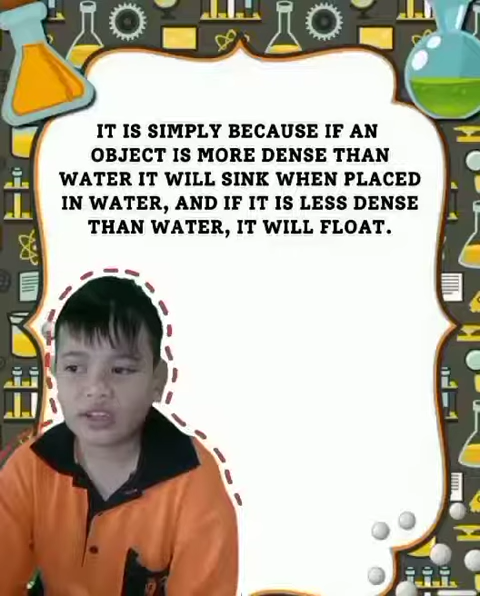 IT IS SIMPLY BECAUSE IF AN
OBJECT IS MORE DENSE THAN
WATER IT WILL SINK WHEN PLACED
IN WATER, AND IF IT IS LESS DENSE
THAN WATER, IT WILL FLOAT.